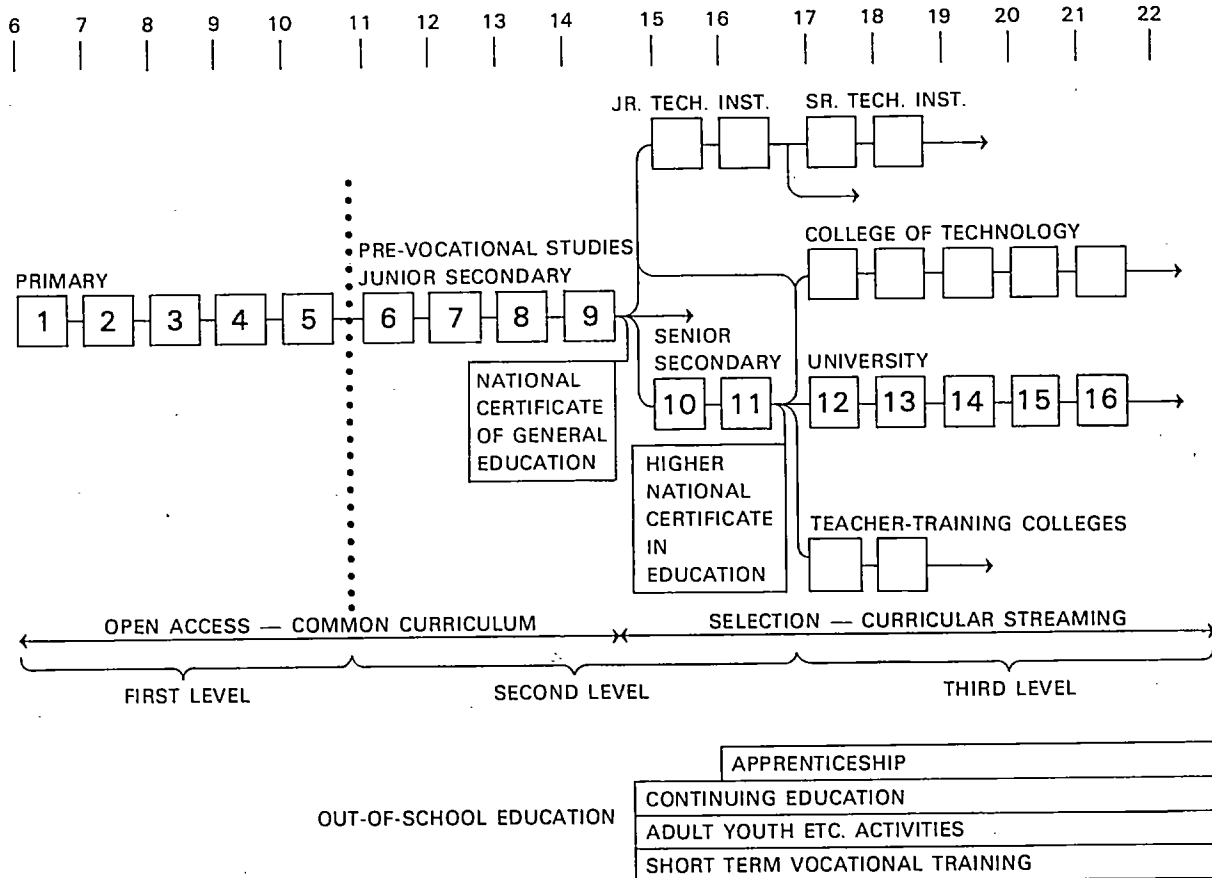 6 7 8 9 10 11 12 13 14 15 16 17 18 19 20 21 22
JR. TECH. INST. SR. TECH. INST.
PRE-VOCATIONAL STUDIES
JUNIOR SECONDARY
COLLEGE OF TECHNOLOGY
PRIMARY
1 2 3 4 5 6 7 8 9
SENIOR
SECONDARY
UNIVERSITY
10 11 12 13 14 15 16
NATIONAL
CERTIFICATE
OF GENERAL
EDUCATION
HIGHER
NATIONAL
CERTIFICATE
IN
EDUCATION
TEACHER-TRAINING COLLEGES
OPEN ACCESS — COMMON CURRICULUM
SELECTION — CURRICULAR STREAMING
FIRST LEVEL
SECOND LEVEL
THIRD LEVEL
OUT-OF-SCHOOL EDUCATION
APPRENTICESHIP
CONTINUING EDUCATION
ADULT YOUTH ETC. ACTIVITIES
SHORT TERM VOCATIONAL TRAINING